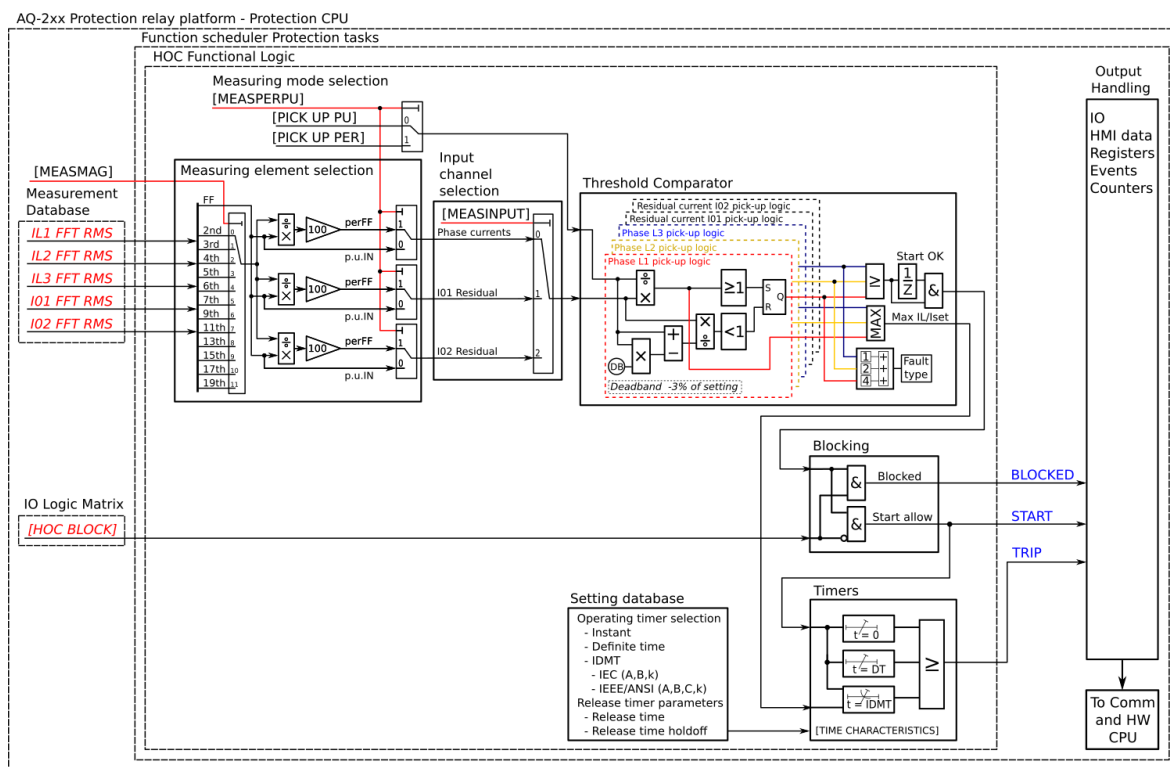 AQ-2xx Protection relay platform - Protection CPU
Function scheduler Protection tasks
HOC Functional Logic
Measuring mode selection
[MEASPERPU]
[PICK UP PU]
[PICK UP PER]
0
1
Output
Handling
IO
HMI data
Registers
Events
Counters
[MEASMAG]
Measurement
Database
IL1 FFT RMS
IL2 FFT RMS
IL3 FFT RMS
I01 FFT RMS
I02 FFT RMS
Measuring element selection
FF
2nd
3rd
4th
5th
6th
7th
9th
11th
13th
15th
17th
19th
0
1
2
3
4
5
6
7
8
9
10
11
÷
×
100
perFF
p.u.IN
1
0
÷
×
100
perFF
p.u.IN
1
0
÷
×
100
perFF
p.u.IN
1
0
Input
channel
selection
[MEASINPUT]
Phase currents
I01 Residual
I02 Residual
0
1
2
Threshold Comparator
Residual current I02 pick-up logic
Residual current I01 pick-up logic
Phase L3 pick-up logic
Phase L2 pick-up logic
Phase L1 pick-up logic
÷
×
≥1
S
Q
R
+
−
×
÷
<1
DB
×
Deadband -3% of setting
≥1
Start OK
1
Z
&
MAX
Max IL/Iset
1 +
2 +
4 +
Fault
type
Blocking
&
Blocked
&
Start allow
BLOCKED
START
TRIP
IO Logic Matrix
[HOC BLOCK]
Setting database
Operating timer selection
- Instant
- Definite time
- IDMT
- IEC (A,B,k)
- IEEE/ANSI (A,B,C,k)
Release timer parameters
- Release time
- Release time holdoff
Timers
t = 0
t = DT
t = IDMT
≥1
[TIME CHARACTERISTICS]
To Comm
and HW
CPU